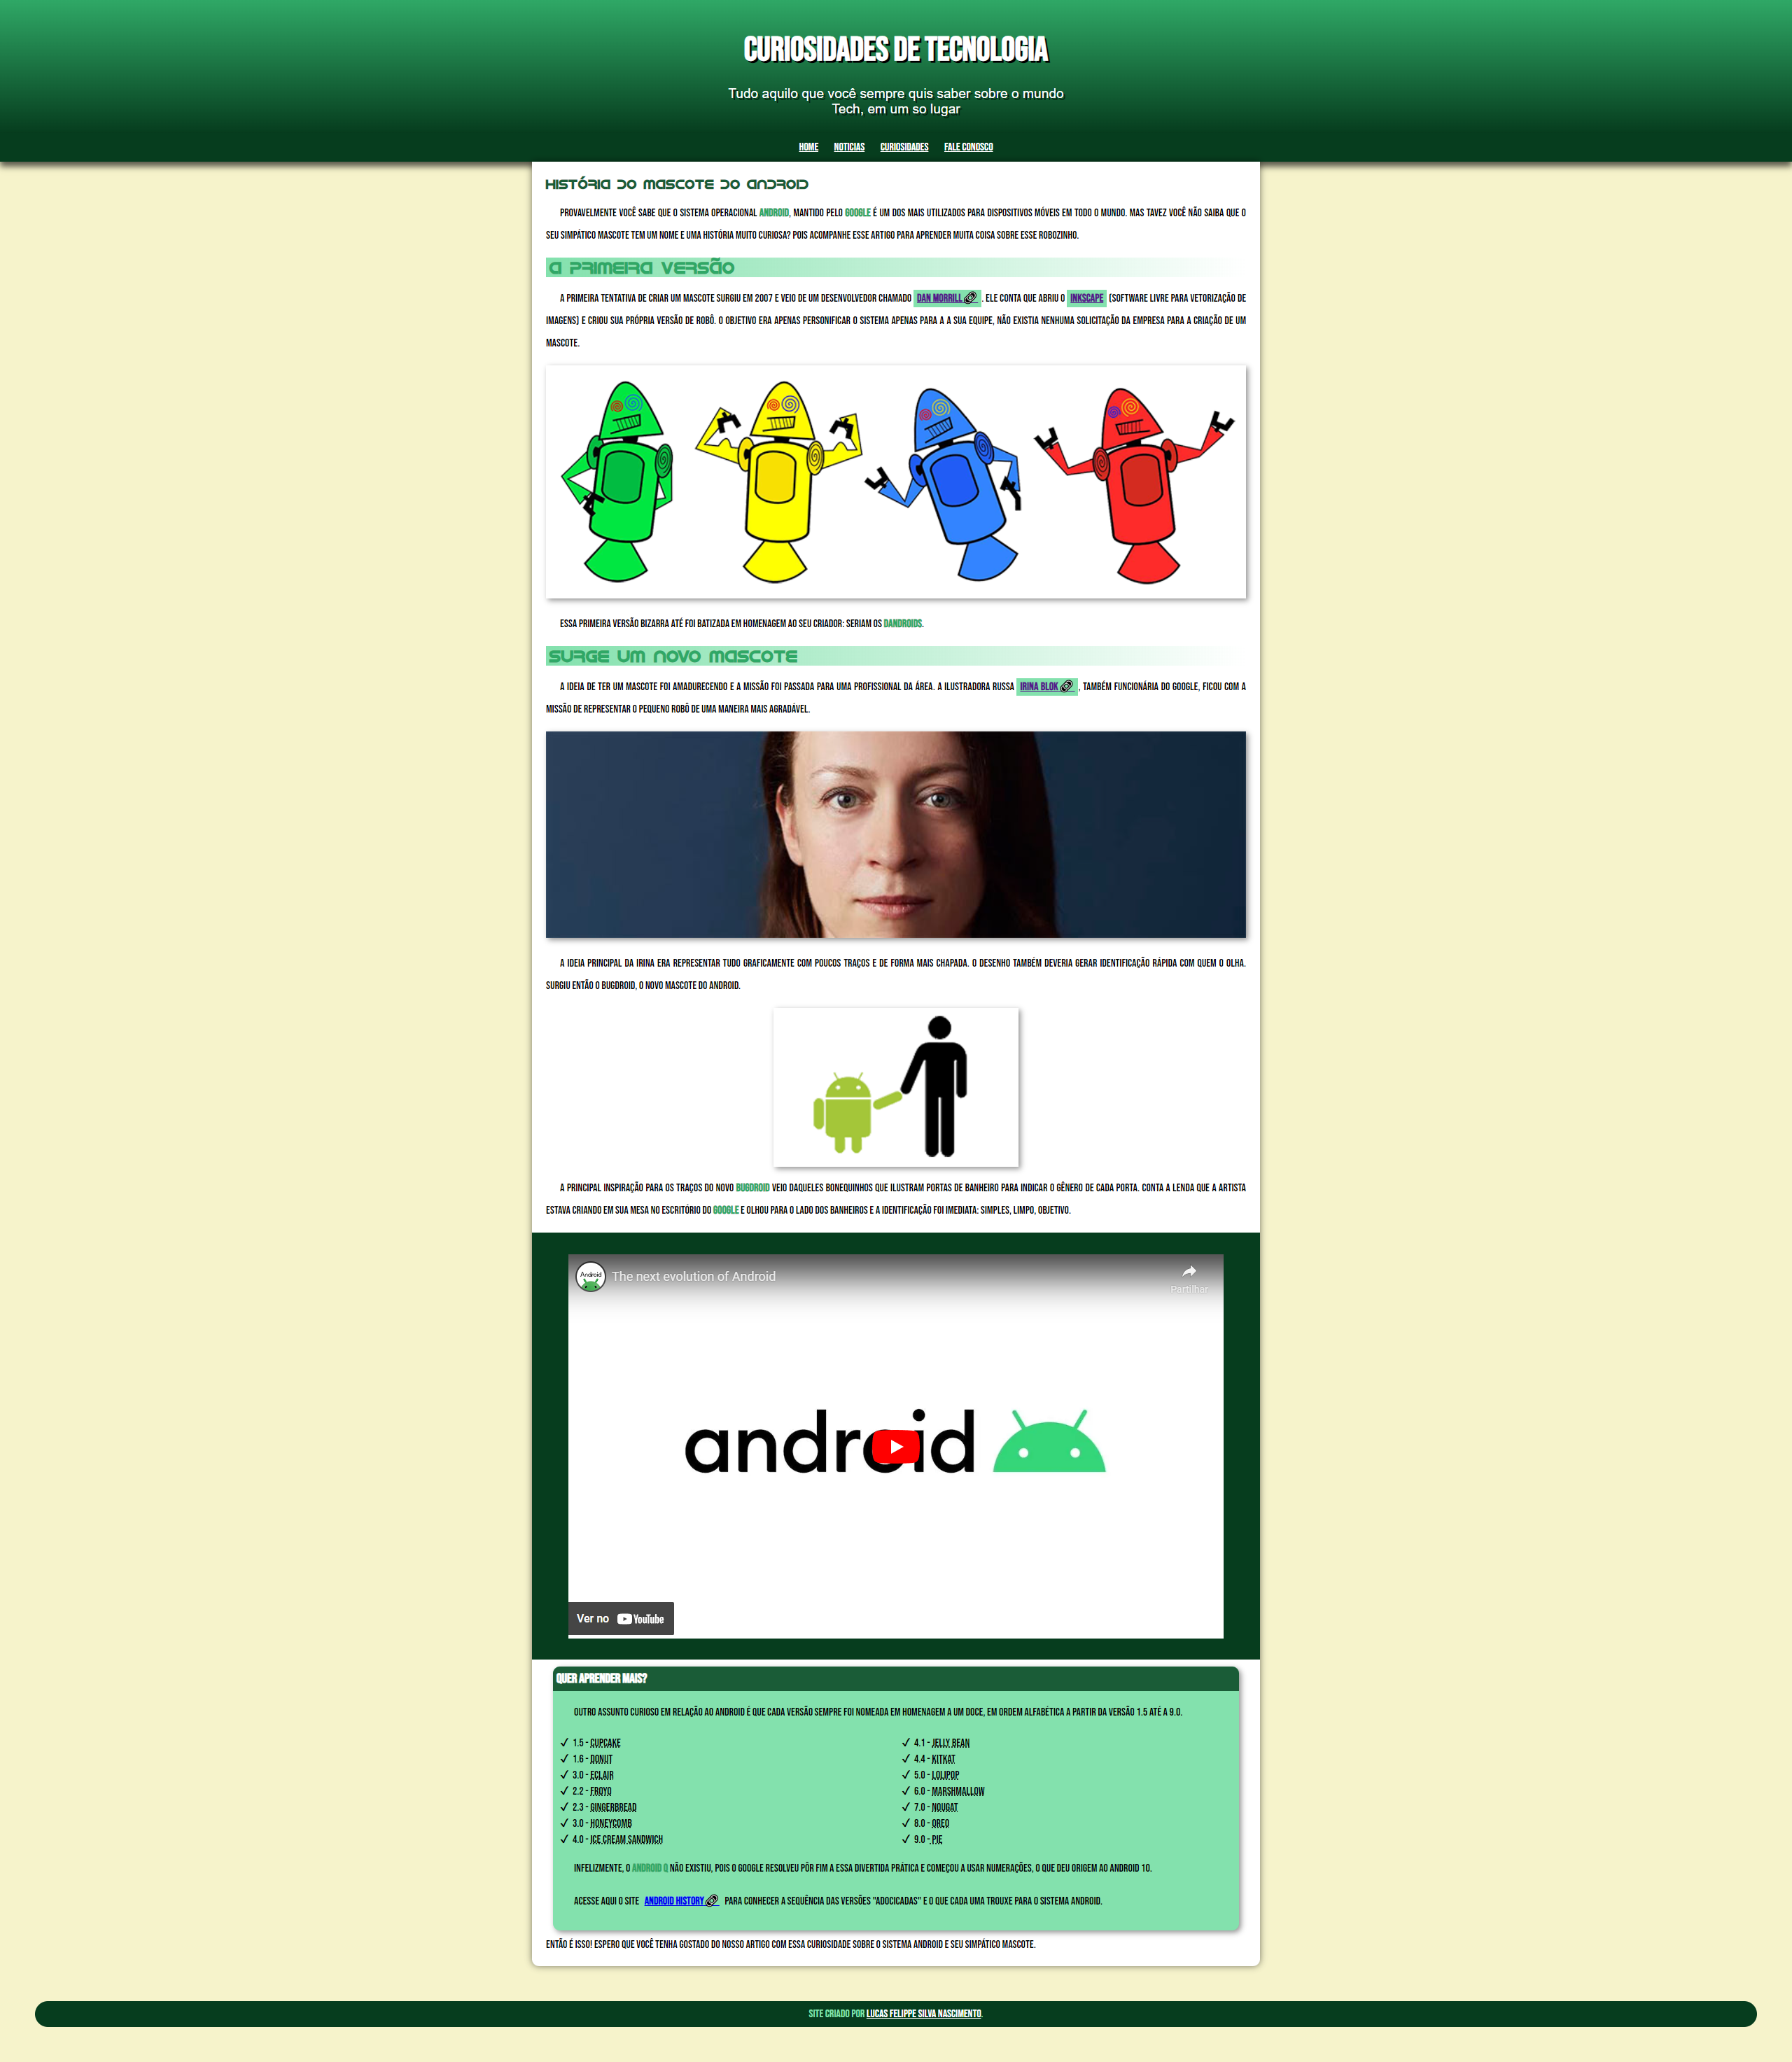 CURIOSIDADES DE TECNOLOGIA
Tudo aquilo que você sempre quis saber sobre o mundo
Tech, em um so lugar
HOME NOTICIAS CURIOSIDADES FALE CONOSCO
HISTÓRIA DO MASCOTE DO ANDROID
PROVAVELMENTE VOCÊ SABE QUE O SISTEMA OPERACIONAL ANDROID, MANTIDO PELO GOOGLE É UM DOS MAIS UTILIZADOS PARA DISPOSITIVOS MÓVEIS EM TODO O MUNDO. MAS TAVEZ VOCÊ NÃO SAIBA QUE O
SEU SIMPÁTICO MASCOTE TEM UM NOME E UMA HISTÓRIA MUITO CURIOSA? POIS ACOMPANHE ESSE ARTIGO PARA APRENDER MUITA COISA SOBRE ESSE ROBOZINHO.
A PRIMEIRA VERSÃO
A PRIMEIRA TENTATIVA DE CRIAR UM MASCOTE SURGIU EM 2007 E VEIO DE UM DESENVOLVEDOR CHAMADO DAN MORRILL. ELE CONTA QUE ABRIU O INKSCAPE (SOFTWARE LIVRE PARA VETORIZAÇÃO DE
IMAGENS) E CRIOU SUA PRÓPRIA VERSÃO DE ROBÔ. O OBJETIVO ERA APENAS PERSONIFICAR O SISTEMA APENAS PARA A A SUA EQUIPE, NÃO EXISTIA NENHUMA SOLICITAÇÃO DA EMPRESA PARA A CRIAÇÃO DE UM
MASCOTE.
ESSA PRIMEIRA VERSÃO BIZARRA ATÉ FOI BATIZADA EM HOMENAGEM AO SEU CRIADOR: SERIAM OS DANDROIDS.
SURGE UM NOVO MASCOTE
A IDEIA DE TER UM MASCOTE FOI AMADURECENDO E A MISSÃO FOI PASSADA PARA UMA PROFISSIONAL DA ÁREA. A ILUSTRADORA RUSSA IRINA BLOK, TAMBÉM FUNCIONÁRIA DO GOOGLE, FICOU COM A
MISSÃO DE REPRESENTAR O PEQUENO ROBÔ DE UMA MANEIRA MAIS AGRADÁVEL.
A IDEIA PRINCIPAL DA IRINA ERA REPRESENTAR TUDO GRAFICAMENTE COM POUCOS TRAÇOS E DE FORMA MAIS CHAPADA. O DESENHO TAMBÉM DEVERIA GERAR IDENTIFICAÇÃO RÁPIDA COM QUEM O OLHA.
SURGIU ENTÃO O BUGDROID, O NOVO MASCOTE DO ANDROID.
A PRINCIPAL INSPIRAÇÃO PARA OS TRAÇOS DO NOVO BUGDROID VEIO DAQUELES BONEQUINHOS QUE ILUSTRAM PORTAS DE BANHEIRO PARA INDICAR O GÊNERO DE CADA PORTA. CONTA A LENDA QUE A ARTISTA
ESTAVA CRIANDO EM SUA MESA NO ESCRITÓRIO DO GOOGLE E OLHOU PARA O LADO DOS BANHEIROS E A IDENTIFICAÇÃO FOI IMEDIATA: SIMPLES, LIMPO, OBJETIVO.
Android The next evolution of Android
Partilhar
android
Ver no YouTube
QUER APRENDER MAIS?
OUTRO ASSUNTO CURIOSO EM RELAÇÃO AO ANDROID É QUE CADA VERSÃO SEMPRE FOI NOMEADA EM HOMENAGEM A UM DOCE, EM ORDEM ALFABÉTICA A PARTIR DA VERSÃO 1.5 ATÉ A 9.0.
✓ 1.5 - CUPCAKE
✓ 1.6 - DONUT
✓ 3.0 - ECLAIR
✓ 2.2 - FROYO
✓ 2.3 - GINGERBREAD
✓ 3.0 - HONEYCOMB
✓ 4.0 - ICE CREAM SANDWICH
✓ 4.1 - JELLY BEAN
✓ 4.4 - KITKAT
✓ 5.0 - LOLIPOP
✓ 6.0 - MARSHMALLOW
✓ 7.0 - NOUGAT
✓ 8.0 - OREO
✓ 9.0 - PIE
INFELIZMENTE, O ANDROID Q NÃO EXISTIU, POIS O GOOGLE RESOLVEU PÔR FIM A ESSA DIVERTIDA PRÁTICA E COMEÇOU A USAR NUMERAÇÕES, O QUE DEU ORIGEM AO ANDROID 10.
ACESSE AQUI O SITE ANDROID HISTORY PARA CONHECER A SEQUÊNCIA DAS VERSÕES "ADOCICADAS" E O QUE CADA UMA TROUXE PARA O SISTEMA ANDROID.
ENTÃO É ISSO! ESPERO QUE VOCÊ TENHA GOSTADO DO NOSSO ARTIGO COM ESSA CURIOSIDADE SOBRE O SISTEMA ANDROID E SEU SIMPÁTICO MASCOTE.
SITE CRIADO POR LUCAS FELIPPE SILVA NASCIMENTO.